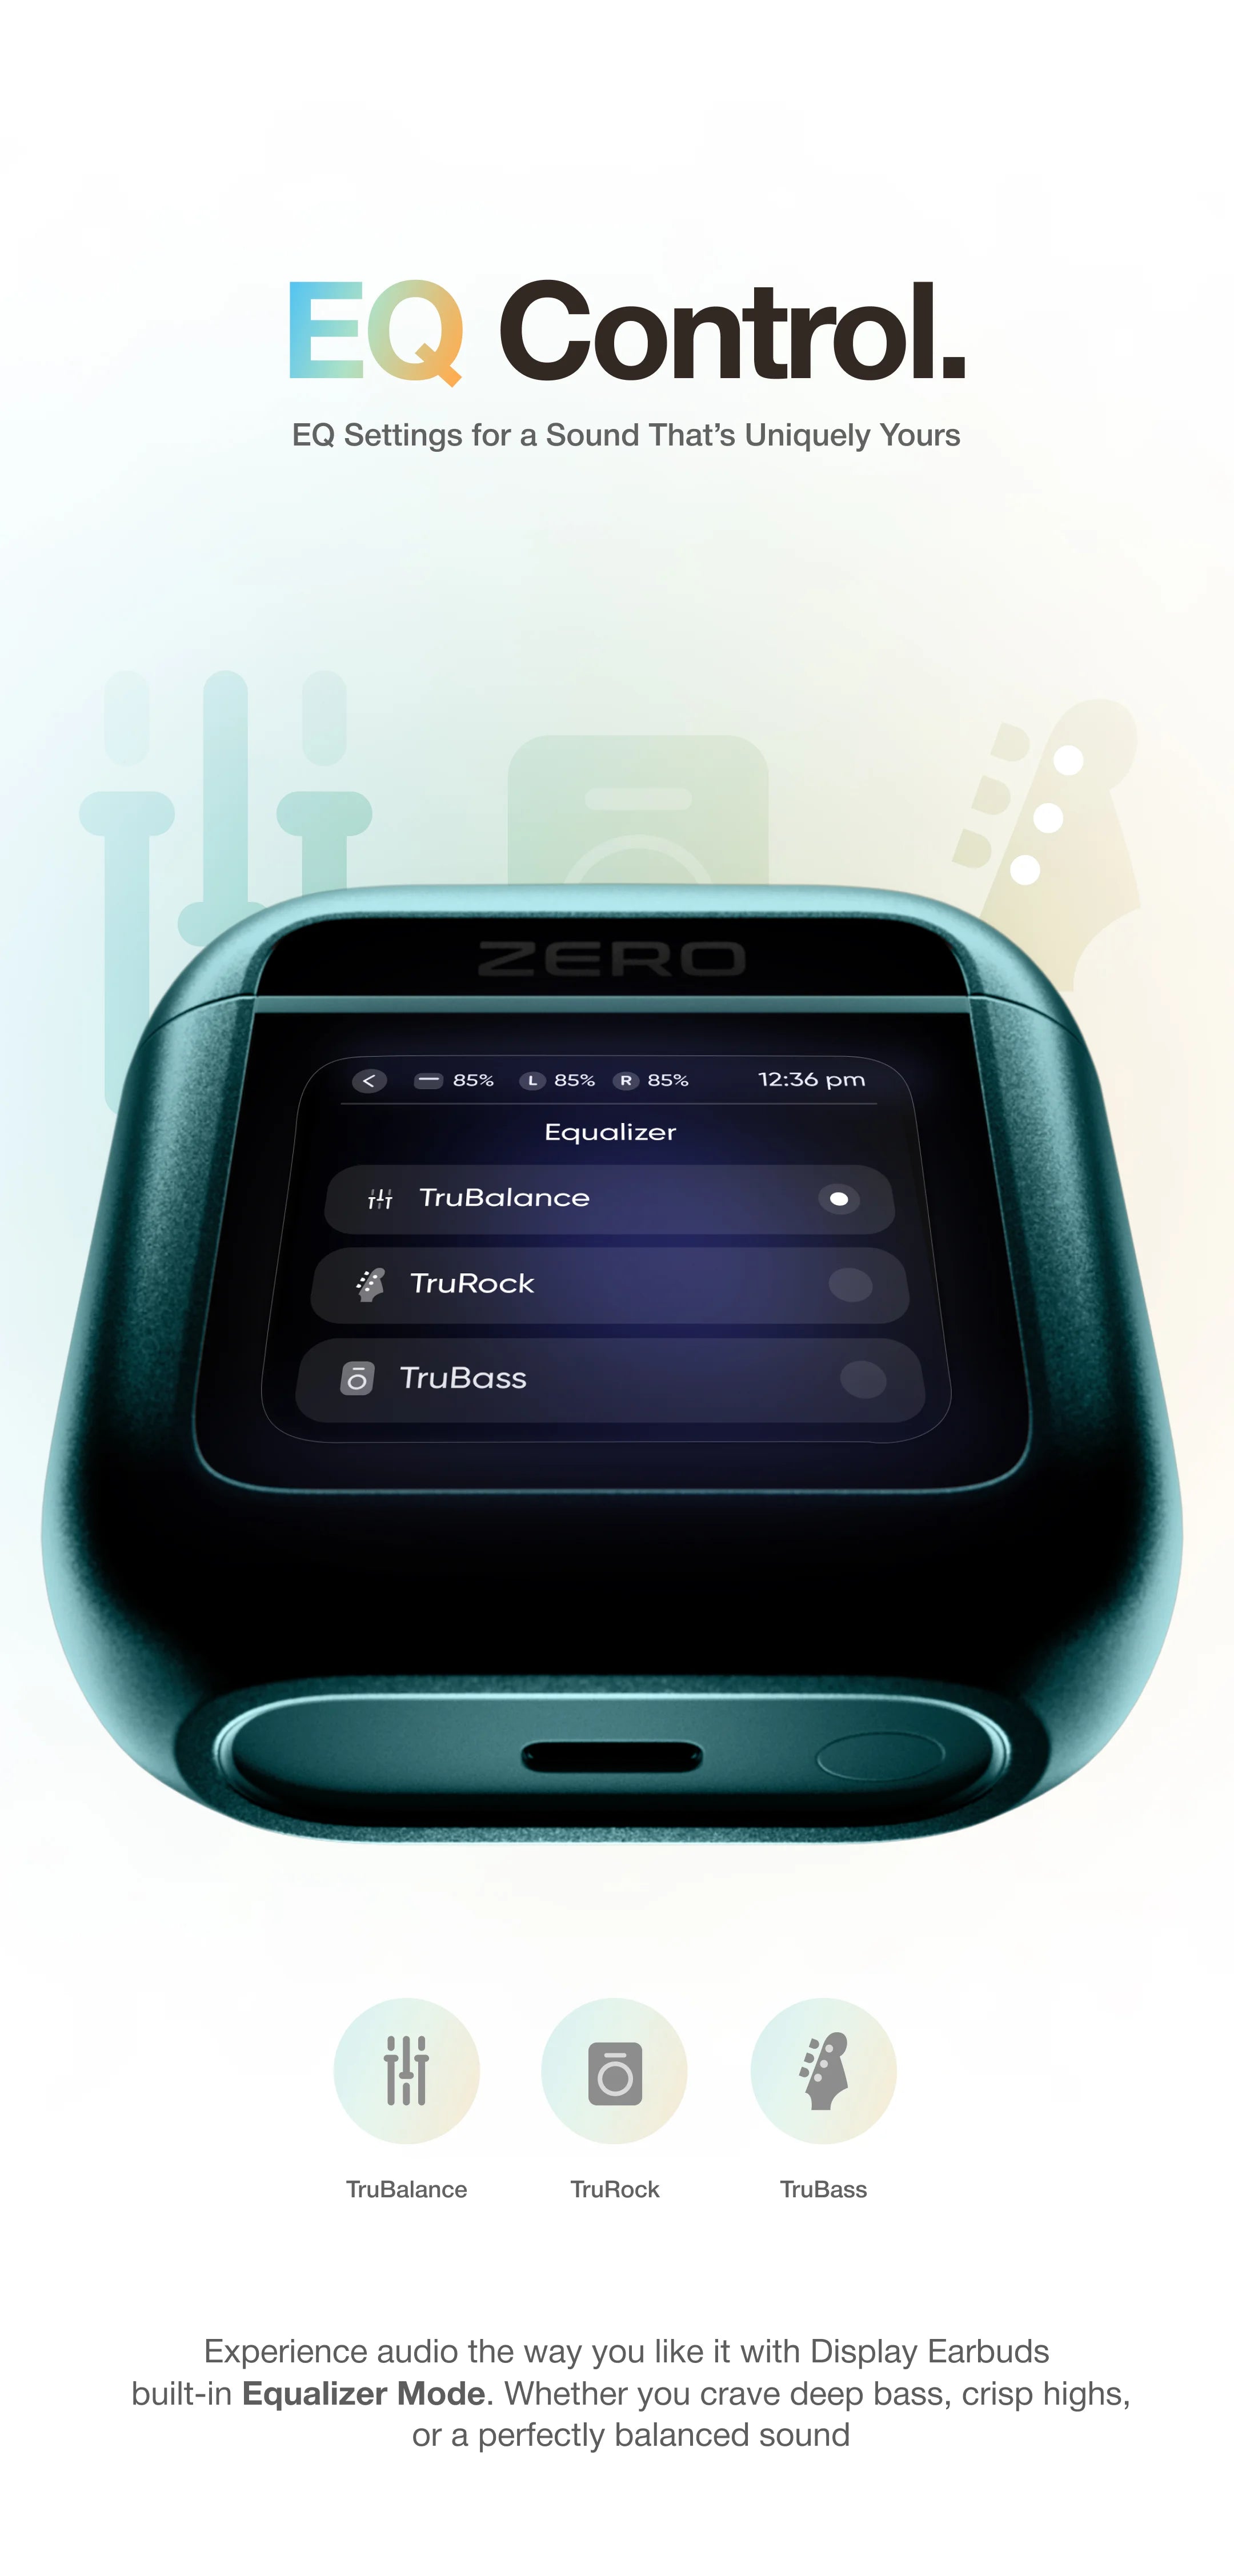 EQ Control.
EQ Settings for a Sound That’s Uniquely Yours
ZERO
< 85% L 85% R 85% 12:36 pm
Equalizer
TruBalance
TruRock
TruBass
TruBalance TruRock TruBass
Experience audio the way you like it with Display Earbuds
built-in Equalizer Mode. Whether you crave deep bass, crisp highs,
or a perfectly balanced sound